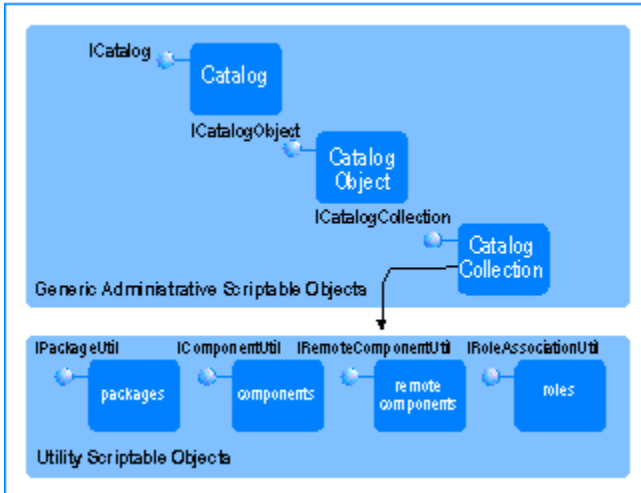 ICatalog
Catalog
ICatalogObject
Catalog
Object
ICatalogCollection
Catalog
Collection
Generic Administrative Scriptable Objects
IPackageUtil IComponentUtil IRemoteComponentUtil IRoleAssociationUtil
packages components remote components roles
Utility Scriptable Objects